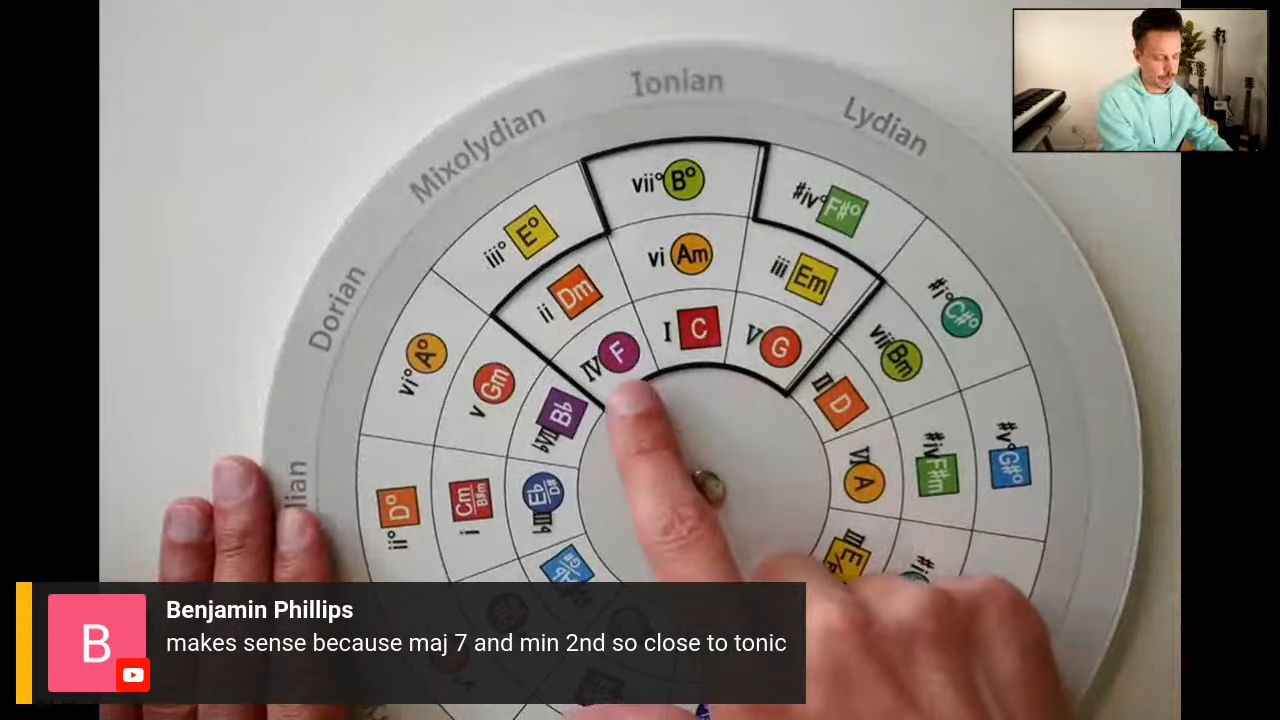 Ionian
Mixolydian
Lydian
Dorian
lian
vii° B°
#iv° F#°
iii° E°
vi Am
iii Em
ii Dm
#i° C#°
I C
V G
IV F
vii Bm
vi° A°
v Gm
bVII Bb
II D
#iv F#m
#v° G#°
VI A
ii° D°
i Cm/B#m
bIII Eb/D#
III E/
B
Benjamin Phillips
makes sense because maj 7 and min 2nd so close to tonic